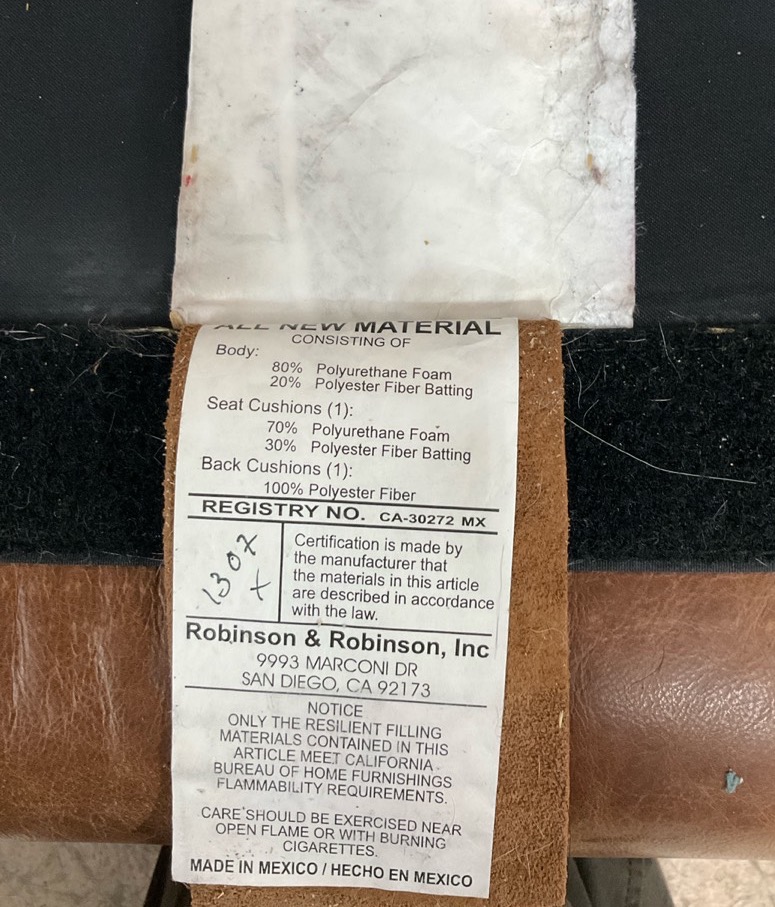 ALL NEW MATERIAL
CONSISTING OF
Body:
80% Polyurethane Foam
20% Polyester Fiber Batting
Seat Cushions (1):
70% Polyurethane Foam
30% Polyester Fiber Batting
Back Cushions (1):
100% Polyester Fiber
REGISTRY NO. CA-30272 MX
Certification is made by
the manufacturer that
the materials in this article
are described in accordance
with the law.
Robinson & Robinson, Inc
9993 MARCONI DR
SAN DIEGO, CA 92173
NOTICE
ONLY THE RESILIENT FILLING
MATERIALS CONTAINED IN THIS
ARTICLE MEET CALIFORNIA
BUREAU OF HOME FURNISHINGS
FLAMMABILITY REQUIREMENTS.
CARE SHOULD BE EXERCISED NEAR
OPEN FLAME OR WITH BURNING
CIGARETTES.
MADE IN MEXICO / HECHO EN MEXICO